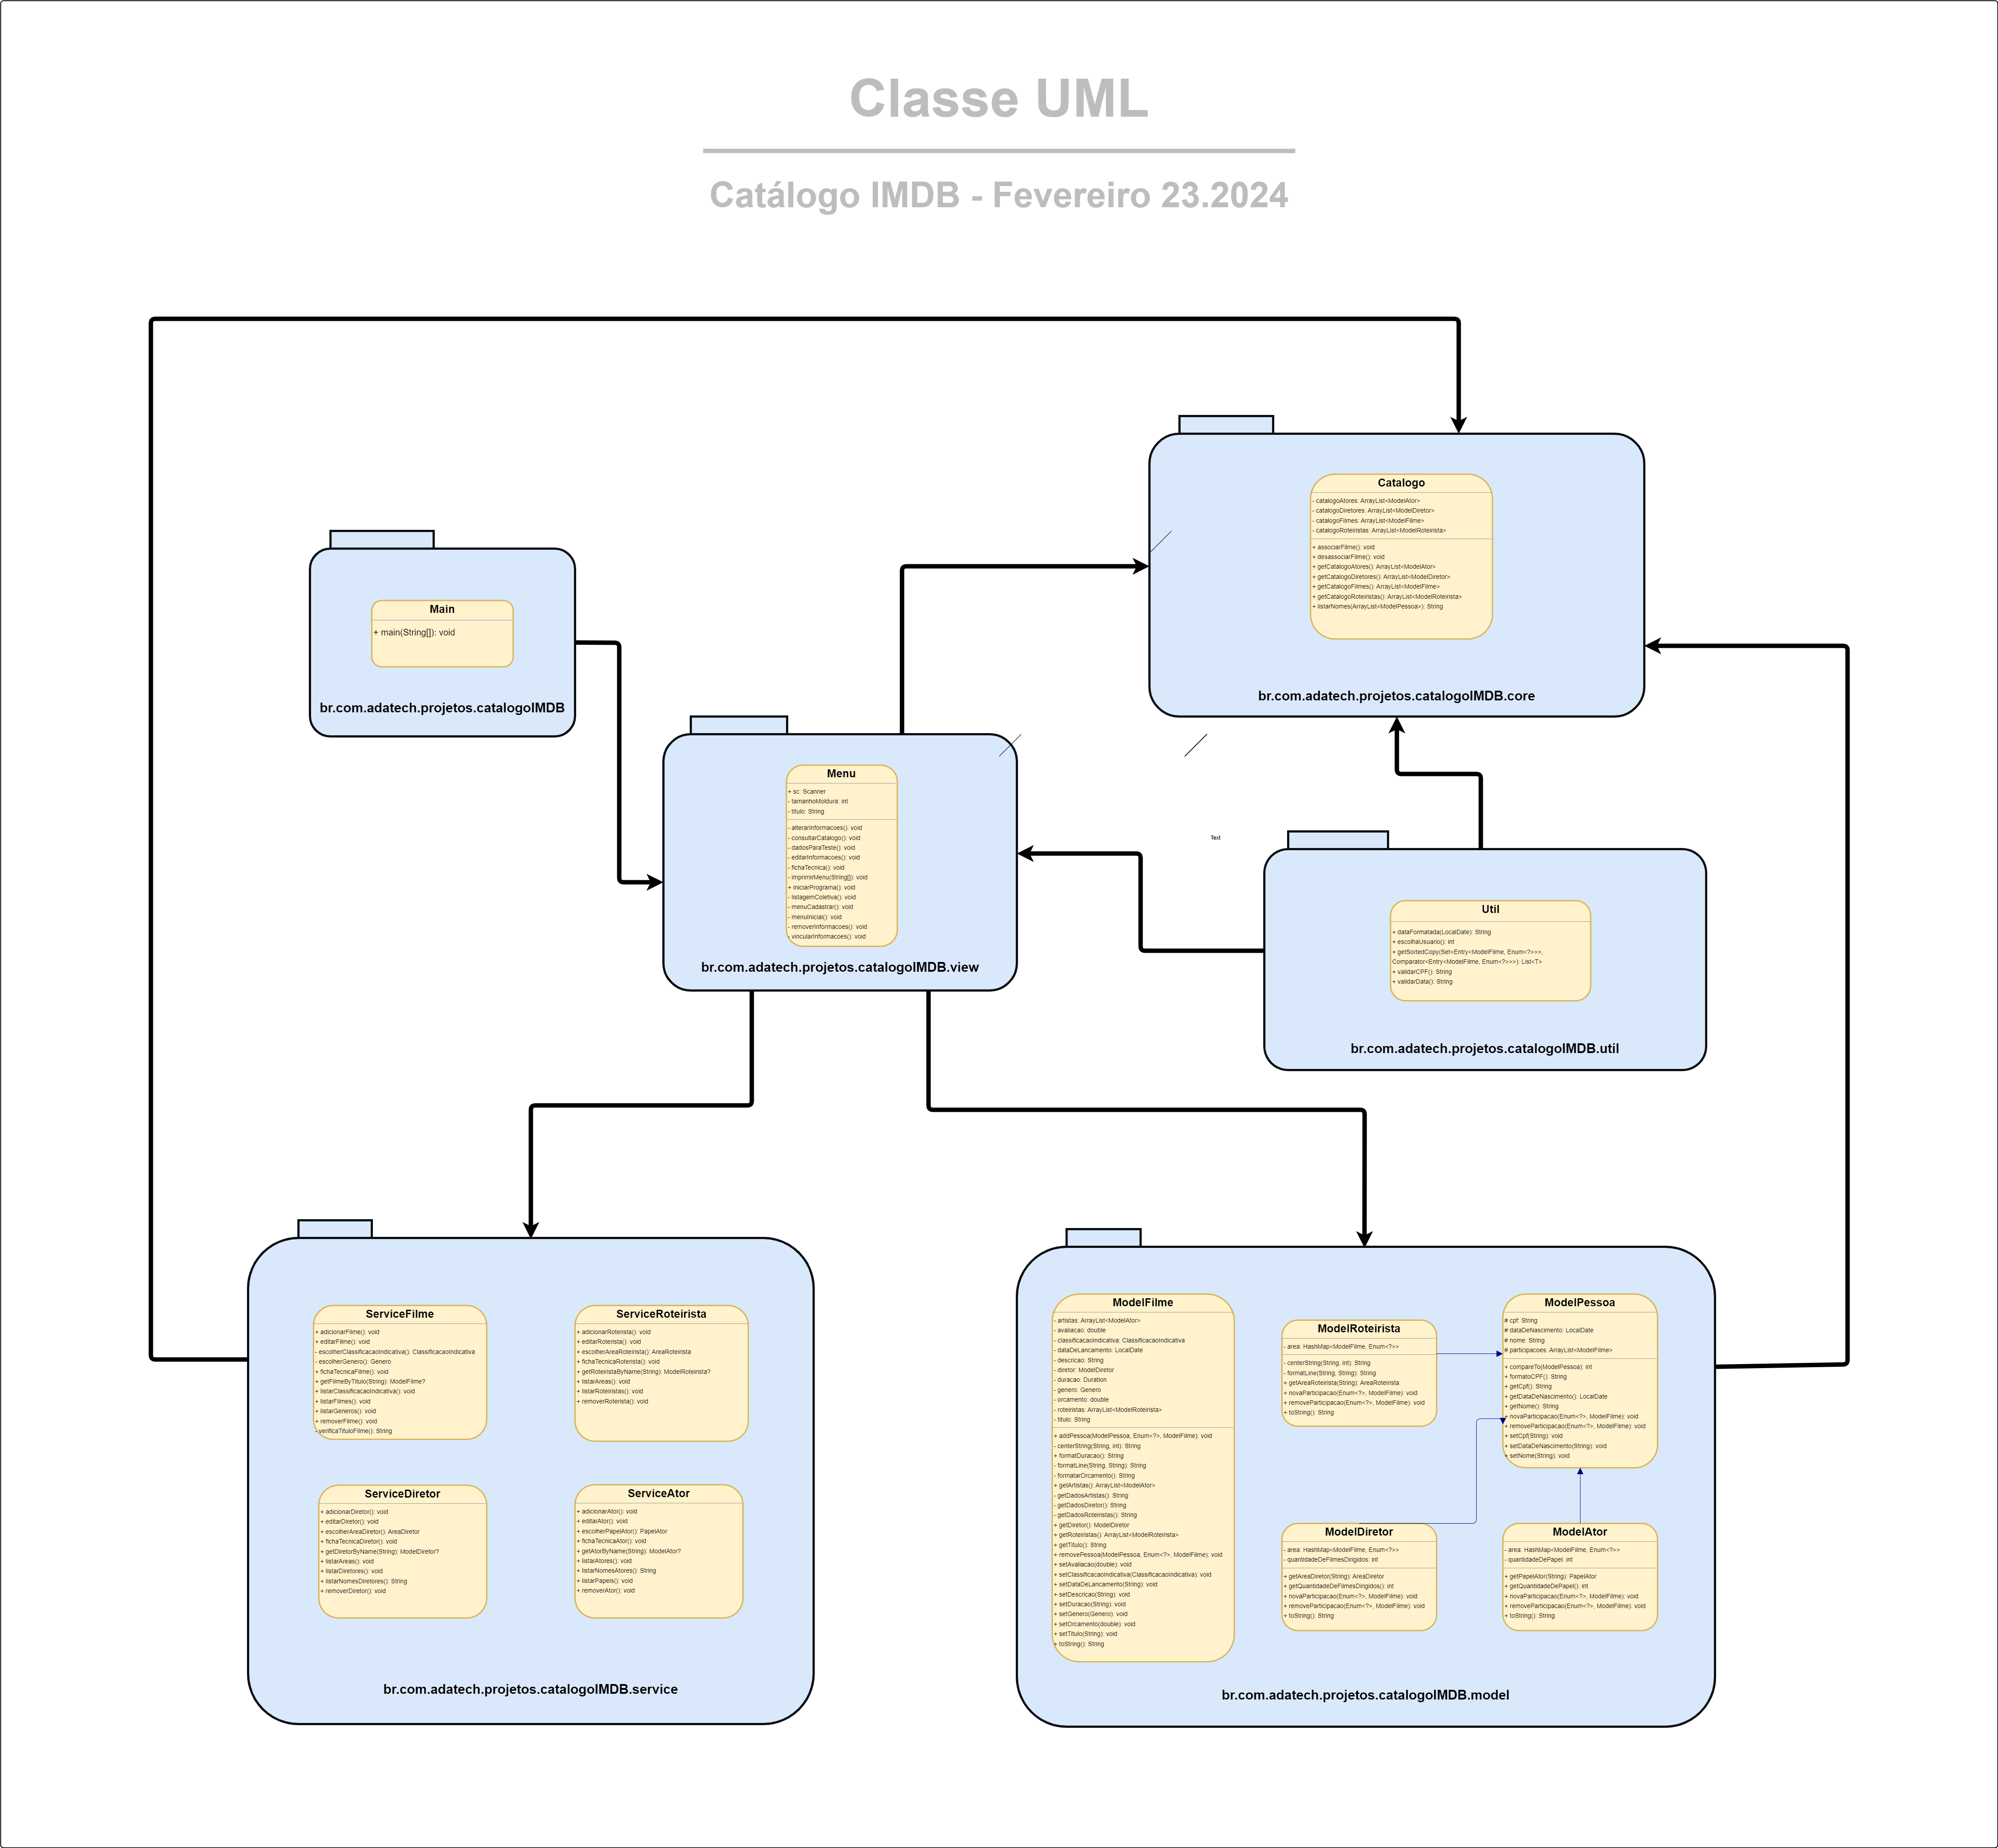 Classe UML
Catálogo IMDB - Fevereiro 23.2024
Catalogo
- catalogoAtores: ArrayList<ModelAtor>
- catalogoDiretores: ArrayList<ModelDiretor>
- catalogoFilmes: ArrayList<ModelFilme>
- catalogoRoteiristas: ArrayList<ModelRoteirista>
+ associarFilme(): void
+ desassociarFilme(): void
+ getCatalogoAtores(): ArrayList<ModelAtor>
+ getCatalogoDiretores(): ArrayList<ModelDiretor>
+ getCatalogoFilmes(): ArrayList<ModelFilme>
+ getCatalogoRoteiristas(): ArrayList<ModelRoteirista>
+ listarNomes(ArrayList<ModelPessoa>): String
br.com.adatech.projetos.catalogoIMDB.core
Main
+ main(String[]): void
br.com.adatech.projetos.catalogoIMDB
Menu
+ sc: Scanner
- tamanhoMoldura: int
- titulo: String
- alterarInformacoes(): void
- consultarCatalogo(): void
- dadosParaTeste(): void
- editarInformacoes(): void
- fichaTecnica(): void
- imprimirMenu(String[]): void
+ iniciarPrograma(): void
- listagemColetiva(): void
- menuCadastrar(): void
- menuInicial(): void
- removerInformacoes(): void
- vincularInformacoes(): void
br.com.adatech.projetos.catalogoIMDB.view
Text
Util
+ dataFormatada(LocalDate): String
+ escolhaUsuario(): int
+ getSortedCopy(Set<Entry<ModelFilme, Enum<?>>>,
Comparator<Entry<ModelFilme, Enum<?>>>): List<T>
+ validarCPF(): String
+ validarData(): String
br.com.adatech.projetos.catalogoIMDB.util
ServiceFilme
+ adicionarFilme(): void
+ editarFilme(): void
- escolherClassificacaoIndicativa(): ClassificacaoIndicativa
- escolherGenero(): Genero
+ fichaTecnicaFilme(): void
+ getFilmeByTitulo(String): ModelFilme?
+ listarClassificacaoIndicativa(): void
+ listarFilmes(): void
+ listarGeneros(): void
+ removerFilme(): void
- verificaTituloFilme(): String
ServiceRoteirista
+ adicionarRoterista(): void
+ editarRoterista(): void
+ escolherAreaRoteirista(): AreaRoteirista
+ fichaTecnicaRoterista(): void
+ getRoteiristaByName(String): ModelRoteirista?
+ listarAreas(): void
+ listarRoteiristas(): void
+ removerRoterista(): void
ServiceDiretor
+ adicionarDiretor(): void
+ editarDiretor(): void
+ escolherAreaDiretor(): AreaDiretor
+ fichaTecnicaDiretor(): void
+ getDiretorByName(String): ModelDiretor?
+ listarAreas(): void
+ listarDiretores(): void
+ listarNomesDiretores(): String
+ removerDiretor(): void
ServiceAtor
+ adicionarAtor(): void
+ editarAtor(): void
+ escolherPapelAtor(): PapelAtor
+ fichaTecnicaAtor(): void
+ getAtorByName(String): ModelAtor?
+ listarAtores(): void
+ listarNomesAtores(): String
+ listarPapeis(): void
+ removerAtor(): void
br.com.adatech.projetos.catalogoIMDB.service
ModelFilme
- artistas: ArrayList<ModelAtor>
- avaliacao: double
- classificacaoIndicativa: ClassificacaoIndicativa
- dataDeLancamento: LocalDate
- descricao: String
- diretor: ModelDiretor
- duracao: Duration
- genero: Genero
- orcamento: double
- roteiristas: ArrayList<ModelRoteirista>
- titulo: String
+ addPessoa(ModelPessoa, Enum<?>, ModelFilme): void
- centerString(String, int): String
+ formatDuracao(): String
- formatLine(String, String): String
- formatarOrcamento(): String
+ getArtistas(): ArrayList<ModelAtor>
- getDadosArtistas(): String
- getDadosDiretor(): String
- getDadosRoteiristas(): String
+ getDiretor(): ModelDiretor
+ getRoteiristas(): ArrayList<ModelRoteirista>
+ getTitulo(): String
+ removePessoa(ModelPessoa, Enum<?>, ModelFilme): void
+ setAvaliacao(double): void
+ setClassificacaoIndicativa(ClassificacaoIndicativa): void
+ setDataDeLancamento(String): void
+ setDescricao(String): void
+ setDuracao(String): void
+ setGenero(Genero): void
+ setOrcamento(double): void
+ setTitulo(String): void
+ toString(): String
ModelRoteirista
- area: HashMap<ModelFilme, Enum<?>>
- centerString(String, int): String
- formatLine(String, String): String
+ getAreaRoteirista(String): AreaRoteirista
+ novaParticipacao(Enum<?>, ModelFilme): void
+ removeParticipacao(Enum<?>, ModelFilme): void
+ toString(): String
ModelPessoa
# cpf: String
# dataDeNascimento: LocalDate
# nome: String
# participacoes: ArrayList<ModelFilme>
+ compareTo(ModelPessoa): int
+ formatoCPF(): String
+ getCpf(): String
+ getDataDeNascimento(): LocalDate
+ getNome(): String
+ novaParticipacao(Enum<?>, ModelFilme): void
+ removeParticipacao(Enum<?>, ModelFilme): void
+ setCpf(String): void
+ setDataDeNascimento(String): void
+ setNome(String): void
ModelDiretor
- area: HashMap<ModelFilme, Enum<?>>
- quantidadeDeFilmesDirigidos: int
+ getAreaDiretor(String): AreaDiretor
+ getQuantidadeDeFilmesDirigidos(): int
+ novaParticipacao(Enum<?>, ModelFilme): void
+ removeParticipacao(Enum<?>, ModelFilme): void
+ toString(): String
ModelAtor
- area: HashMap<ModelFilme, Enum<?>>
- quantidadeDePapel: int
+ getPapelAtor(String): PapelAtor
+ getQuantidadeDePapel(): int
+ novaParticipacao(Enum<?>, ModelFilme): void
+ removeParticipacao(Enum<?>, ModelFilme): void
+ toString(): String
br.com.adatech.projetos.catalogoIMDB.model